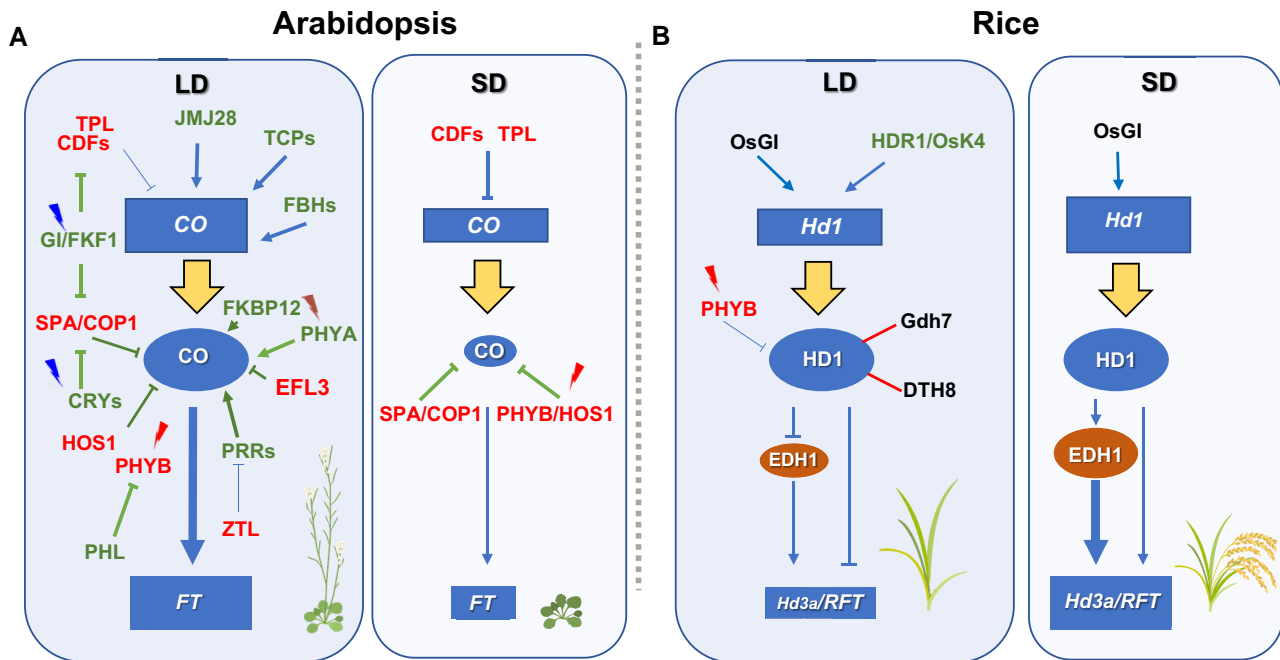 Arabidopsis
Rice
A
B
LD
TPL
CDFs
JMJ28
TCPs
CO
FBHs
GI/FKF1
FKBP12
SPA/COP1
PHYA
CO
CRYs
EFL3
HOS1
PHYB
PRRs
PHL
ZTL
FT
SD
CDFs TPL
CO
CO
SPA/COP1 PHYB/HOS1
FT
LD
OsGI
HDR1/OsK4
Hd1
PHYB
Gdh7
HD1
DTH8
EDH1
Hd3a/RFT
SD
OsGI
Hd1
HD1
EDH1
Hd3a/RFT